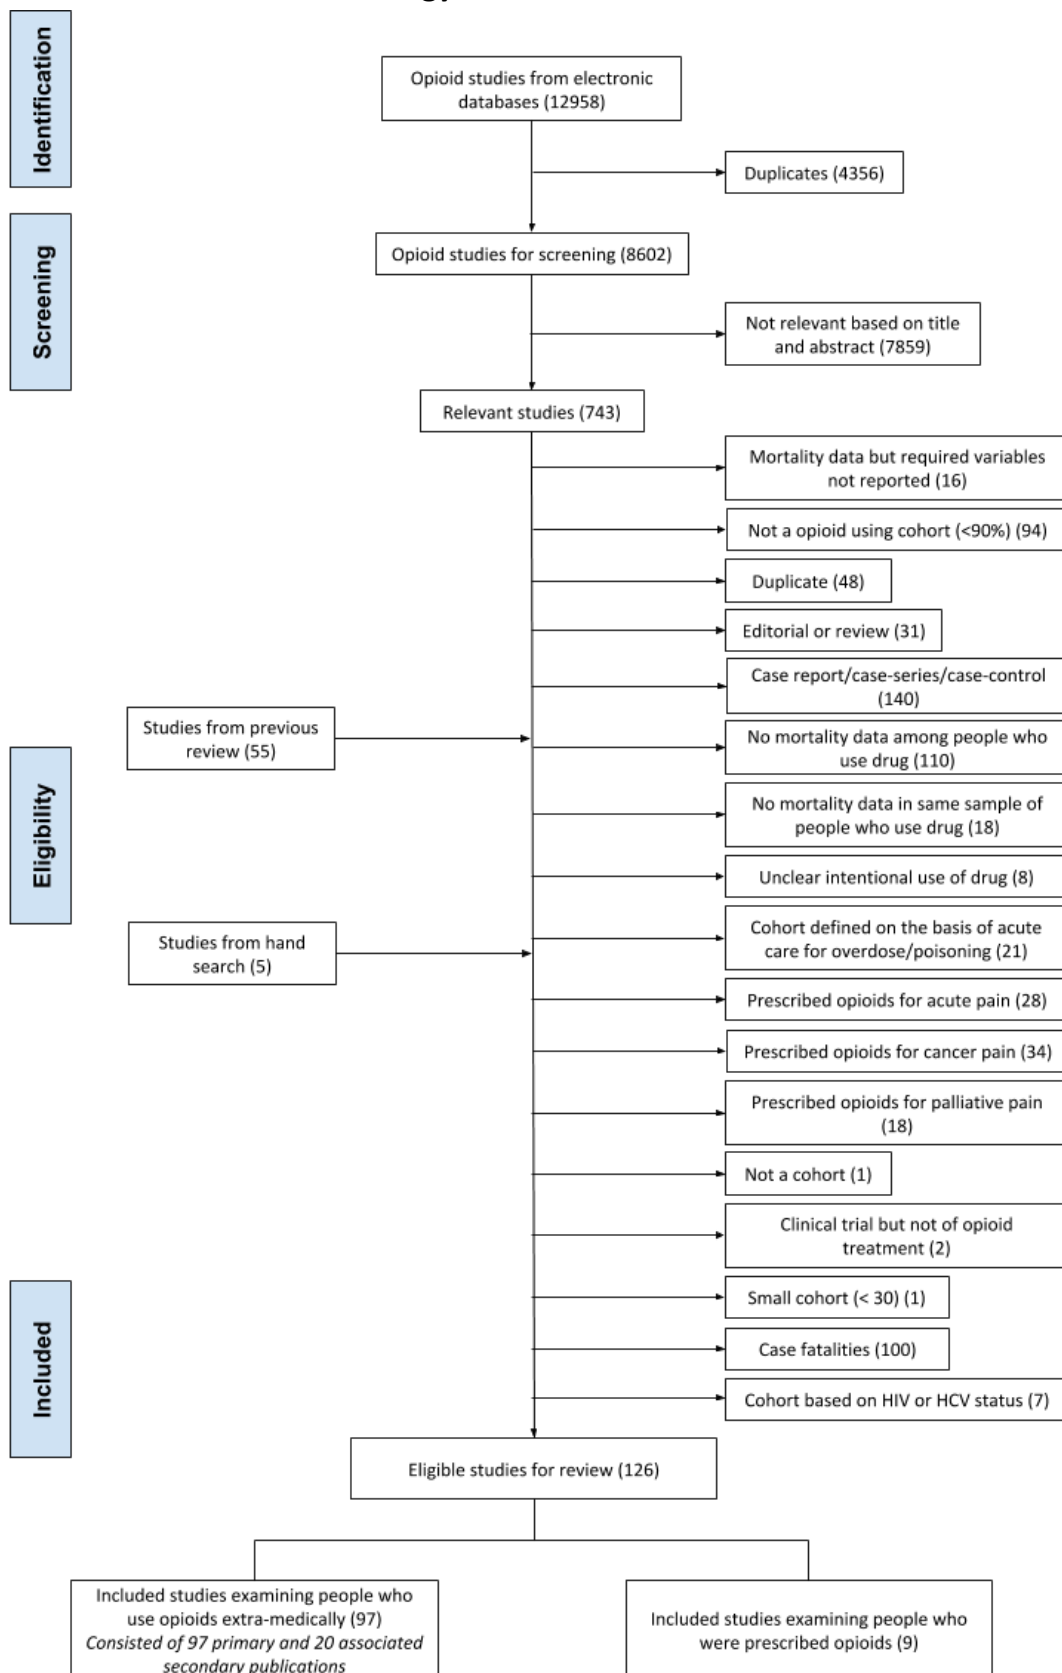 Identification
Opioid studies from electronic
databases (12958)
Duplicates (4356)
Screening
Opioid studies for screening (8602)
Not relevant based on title
and abstract (7859)
Relevant studies (743)
Mortality data but required variables
not reported (16)
Not a opioid using cohort (<90%) (94)
Duplicate (48)
Editorial or review (31)
Case report/case-series/case-control
(140)
Studies from previous
review (55)
No mortality data among people who
use drug (110)
Eligibility
No mortality data in same sample of
people who use drug (18)
Unclear intentional use of drug (8)
Studies from hand
search (5)
Cohort defined on the basis of acute
care for overdose/poisoning (21)
Prescribed opioids for acute pain (28)
Prescribed opioids for cancer pain (34)
Prescribed opioids for palliative pain
(18)
Not a cohort (1)
Clinical trial but not of opioid
treatment (2)
Included
Small cohort (< 30) (1)
Case fatalities (100)
Cohort based on HIV or HCV status (7)
Eligible studies for review (126)
Included studies examining people who
use opioids extra-medically (97)
Consisted of 97 primary and 20 associated
secondary publications
Included studies examining people who
were prescribed opioids (9)